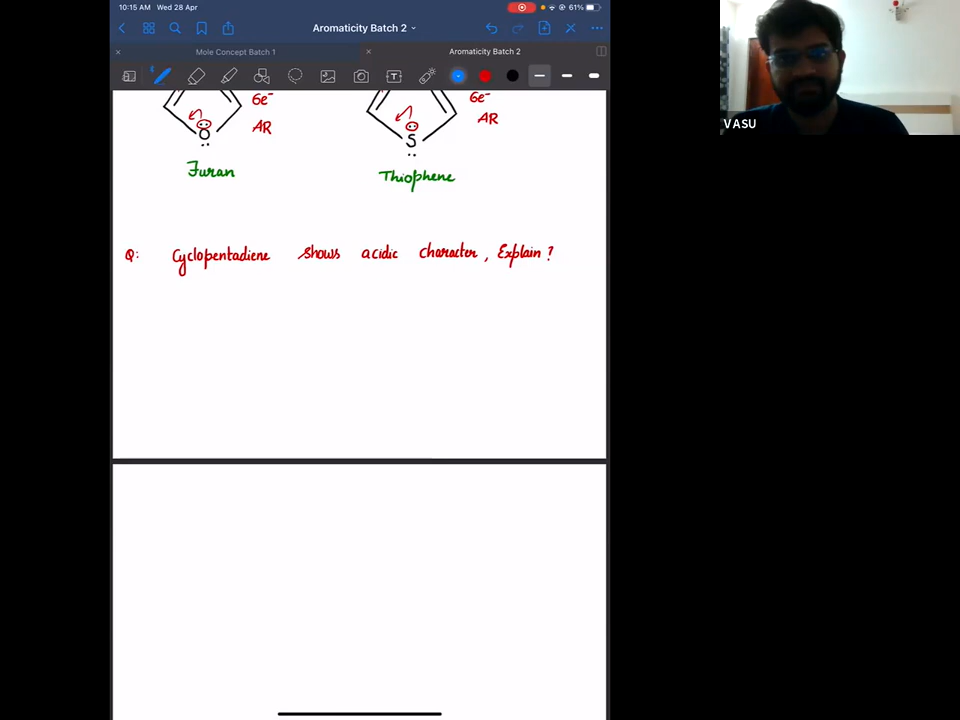 10:15 AM Wed 28 Apr
61%
Aromaticity Batch 2
Mole Concept Batch 1
Aromaticity Batch 2
6e⁻
6e⁻
AR
AR
O
S
Furan
Thiophene
Q: Cyclopentadiene shows acidic character, Explain?
VASU